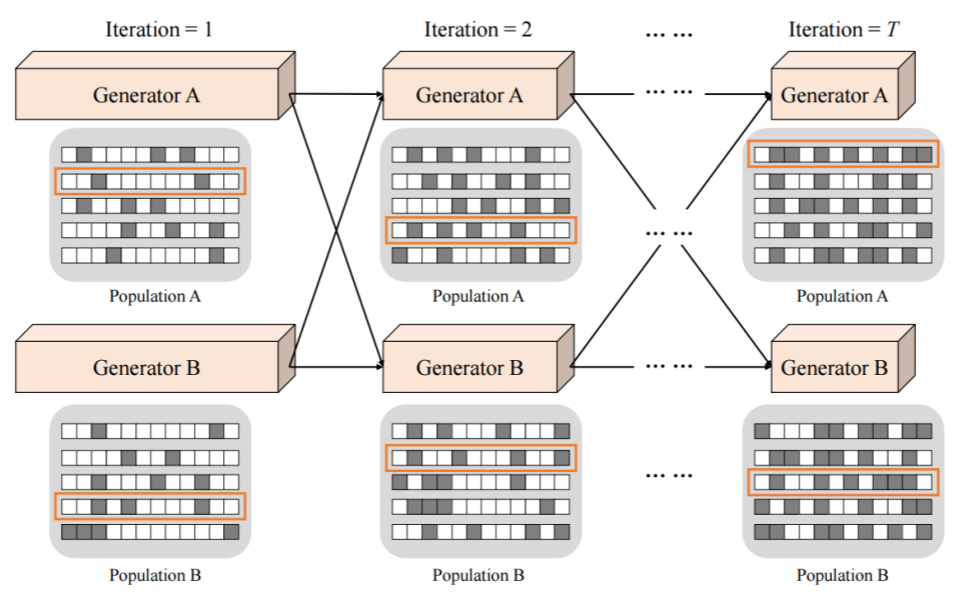 Iteration = 1
Iteration = 2
... ...
Iteration = T
Generator A
Generator A
... ...
Generator A
Population A
Population A
... ...
Population A
Generator B
Generator B
... ...
Generator B
Population B
Population B
... ...
Population B